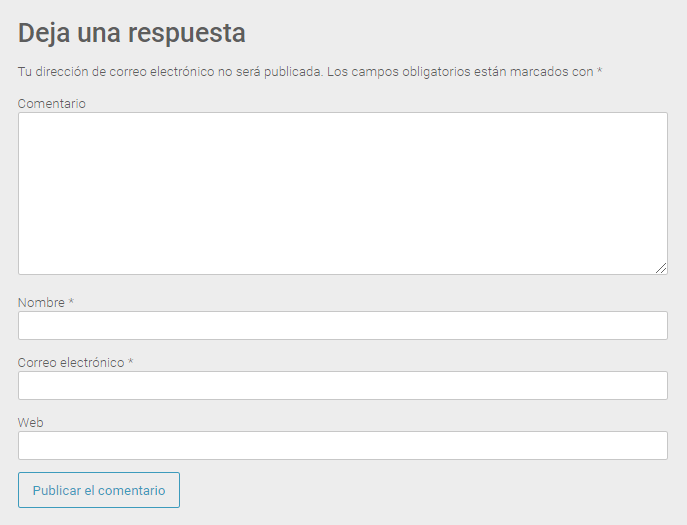 Deja una respuesta
Tu dirección de correo electrónico no será publicada. Los campos obligatorios están marcados con *
Comentario
Nombre *
Correo electrónico *
Web
Publicar el comentario